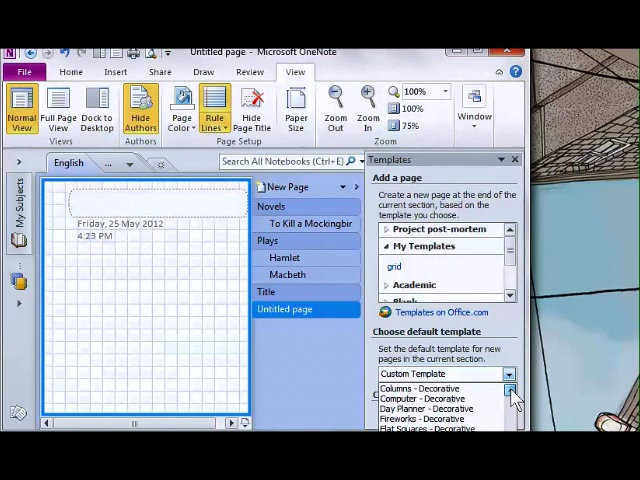 Untitled page - Microsoft OneNote
File Home Insert Share Draw Review View
Normal View
Full Page View
Dock to Desktop
Hide Authors
Page Color
Rule Lines
Hide Page Title
Paper Size
Zoom Out
Zoom In
100%
100%
75%
Window
Views Authors Page Setup Zoom
English ...
Search All Notebooks (Ctrl+E)
My Subjects
Friday, 25 May 2012
4:23 PM
New Page
Novels
To Kill a Mockingbir
Plays
Hamlet
Macbeth
Title
Untitled page
Templates
Add a page
Create a new page at the end of the
current section, based on the
template you choose.
Project post-mortem
My Templates
grid
Academic
Blank
Templates on Office.com
Choose default template
Set the default template for new
pages in the current section.
Custom Template
Columns - Decorative
Computer - Decorative
Day Planner - Decorative
Fireworks - Decorative
Flat Squares - Decorative